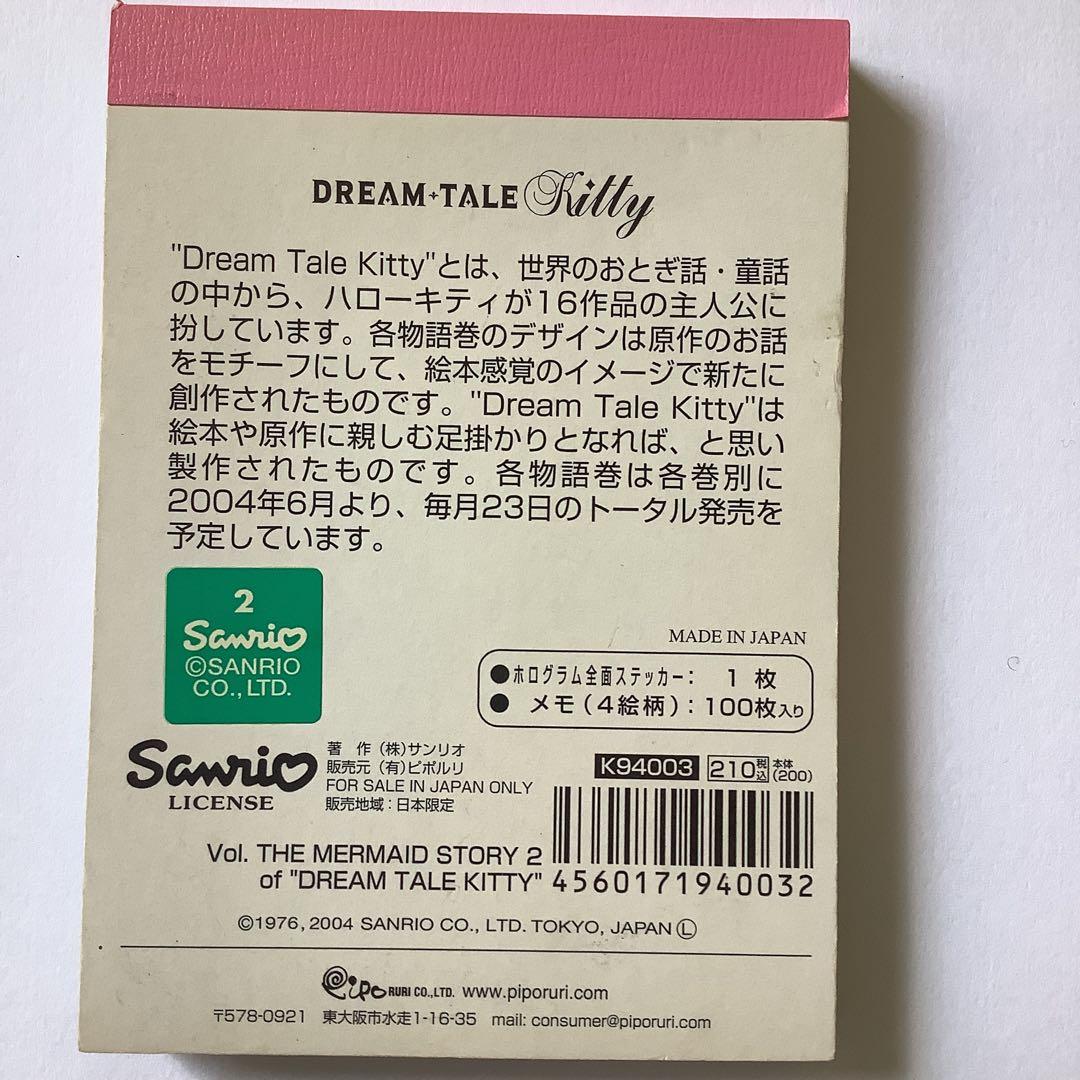 DREAM+TALE Kitty
"Dream Tale Kitty"とは、世界のおとぎ話・童話
の中から、ハローキティが16作品の主人公に
扮しています。各物語巻のデザインは原作のお話
をモチーフにして、絵本感覚のイメージで新たに
創作されたものです。"Dream Tale Kitty"は
絵本や原作に親しむ足掛かりとなれば、と思い
製作されたものです。各物語巻は各巻別に
2004年6月より、毎月23日のトータル発売を
予定しています。
2
Sanrio
©SANRIO
CO., LTD.
MADE IN JAPAN
●ホログラム全面ステッカー： 1 枚
● メモ（4絵柄）：100枚入り
Sanrio
LICENSE
著　作（株）サンリオ
販売元（有）ピポルリ
FOR SALE IN JAPAN ONLY
販売地域：日本限定
K94003 210税込 本体(200)
Vol. THE MERMAID STORY 2
of "DREAM TALE KITTY"
4560171940032
©1976, 2004 SANRIO CO., LTD. TOKYO, JAPAN Ⓛ
Pipo RURI CO.,LTD. www.piporuri.com
〒578-0921 東大阪市水走1-16-35 mail: consumer@piporuri.com